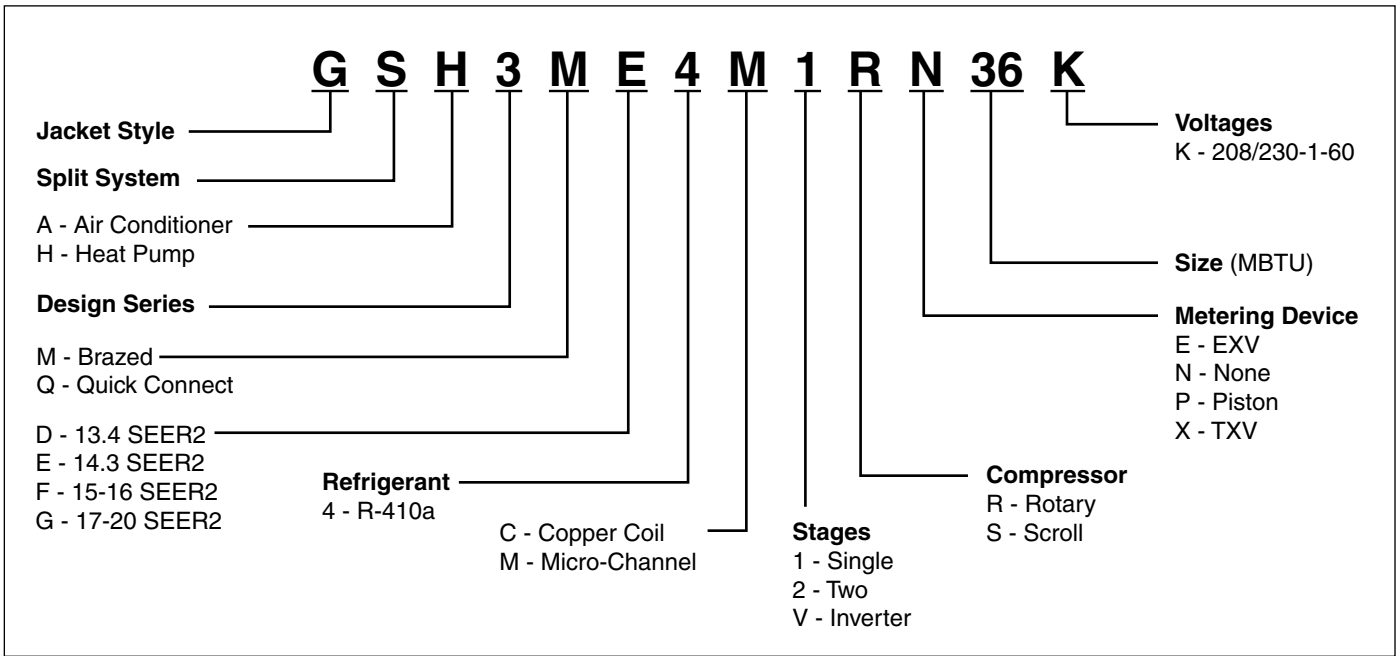 G S H 3 M E 4 M 1 R N 36 K
Jacket Style
Split System
A - Air Conditioner
H - Heat Pump
Design Series
M - Brazed
Q - Quick Connect
D - 13.4 SEER2
E - 14.3 SEER2
F - 15-16 SEER2
G - 17-20 SEER2
Refrigerant
4 - R-410a
C - Copper Coil
M - Micro-Channel
Stages
1 - Single
2 - Two
V - Inverter
Compressor
R - Rotary
S - Scroll
Metering Device
E - EXV
N - None
P - Piston
X - TXV
Size (MBTU)
Voltages
K - 208/230-1-60